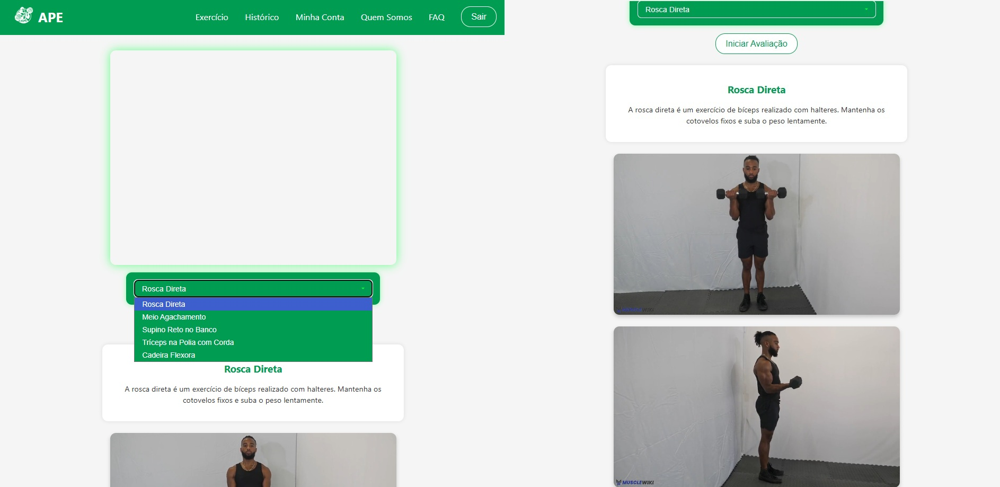 APE
Exercício
Histórico
Minha Conta
Quem Somos
FAQ
Sair
Rosca Direta
Rosca Direta
Meio Agachamento
Supino Reto no Banco
Tríceps na Polia com Corda
Cadeira Flexora
Rosca Direta
A rosca direta é um exercício de bíceps realizado com halteres. Mantenha os
cotovelos fixos e suba o peso lentamente.
Rosca Direta
Iniciar Avaliação
Rosca Direta
A rosca direta é um exercício de bíceps realizado com halteres. Mantenha os
cotovelos fixos e suba o peso lentamente.
MUSCLEWIKI
MUSCLEWIKI